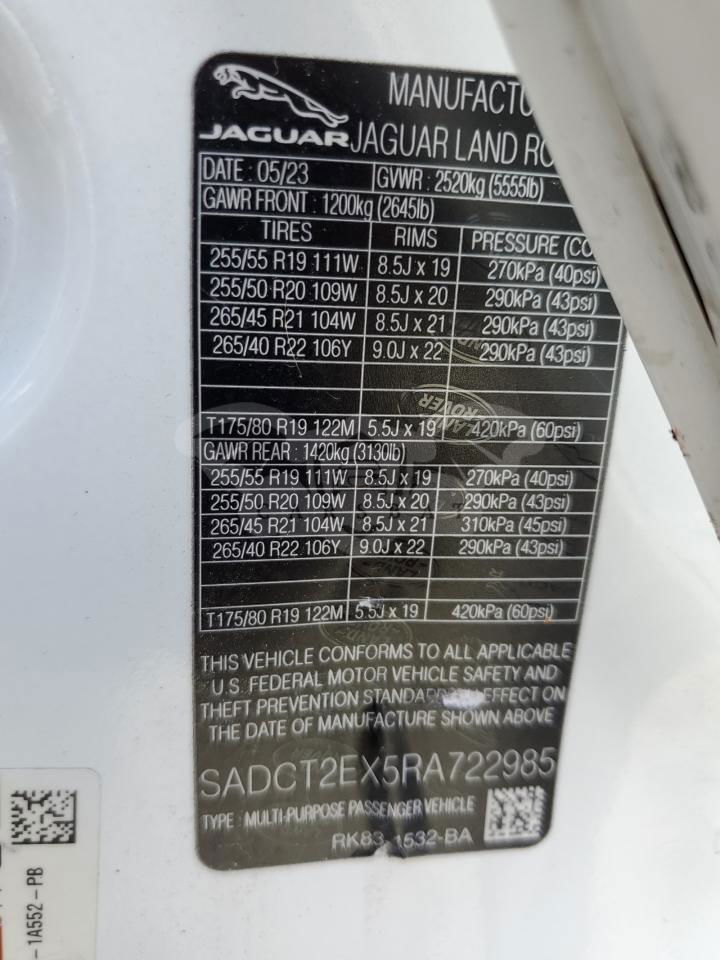 MANUFACTU
JAGUAR JAGUAR LAND RO
DATE : 05/23 GVWR : 2520kg (5555lb)
GAWR FRONT : 1200kg (2645lb)
TIRES RIMS PRESSURE (CO
255/55 R19 111W 8.5J x 19 270kPa (40psi)
255/50 R20 109W 8.5J x 20 290kPa (43psi)
265/45 R21 104W 8.5J x 21 290kPa (43psi)
265/40 R22 106Y 9.0J x 22 290kPa (43psi)
LAND ROVER
T175/80 R19 122M 5.5J x 19 420kPa (60psi)
GAWR REAR : 1420kg (3130lb)
255/55 R19 111W 8.5J x 19 270kPa (40psi)
255/50 R20 109W 8.5J x 20 290kPa (43psi)
265/45 R21 104W 8.5J x 21 310kPa (45psi)
265/40 R22 106Y 9.0J x 22 290kPa (43psi)
T175/80 R19 122M 5.5J x 19 420kPa (60psi)
THIS VEHICLE CONFORMS TO ALL APPLICABLE
U.S. FEDERAL MOTOR VEHICLE SAFETY AND
THEFT PREVENTION STANDARDS IN EFFECT ON
THE DATE OF MANUFACTURE SHOWN ABOVE
SADCT2EX5RA722985
TYPE : MULTI-PURPOSE PASSENGER VEHICLE
RK83 1532-BA
- 1A552 - PB